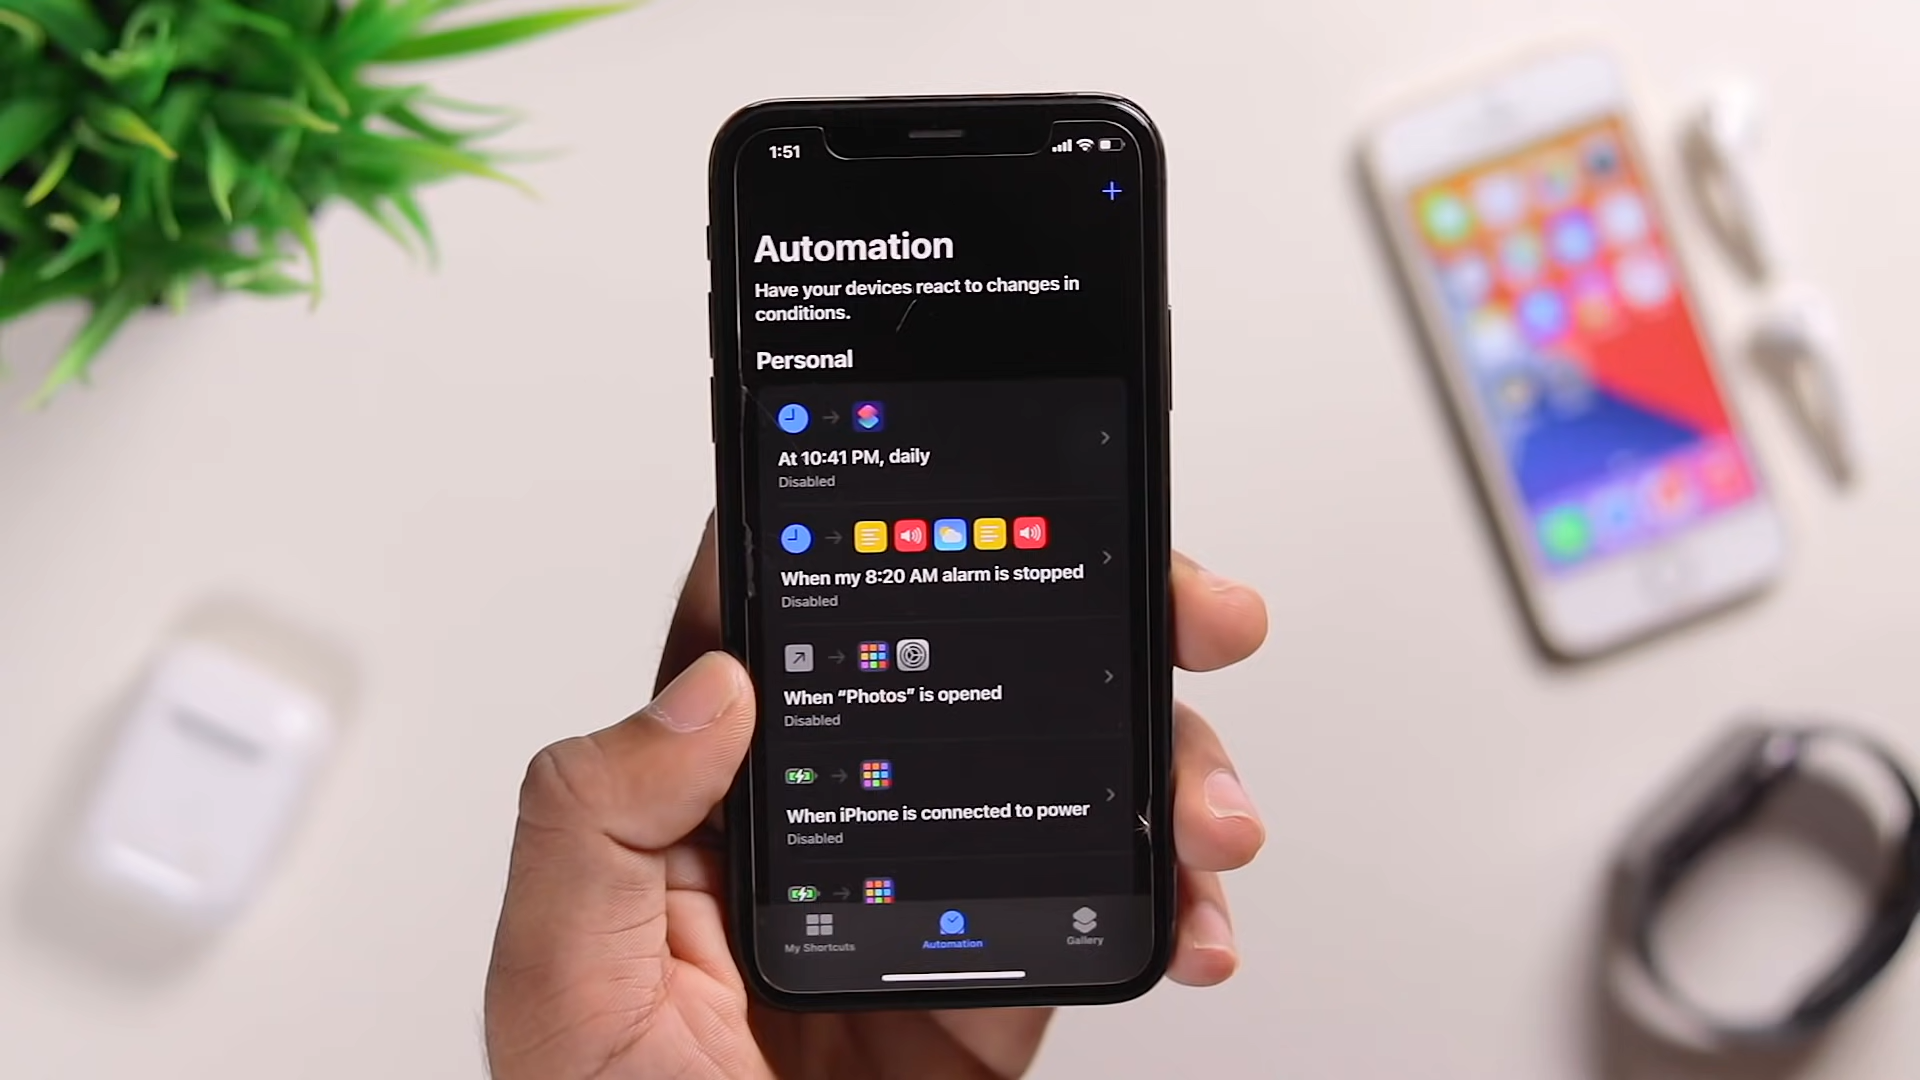 1:51
Automation
Have your devices react to changes in
conditions.
Personal
At 10:41 PM, daily
Disabled
When my 8:20 AM alarm is stopped
Disabled
When “Photos” is opened
Disabled
When iPhone is connected to power
Disabled
My Shortcuts
Automation
Gallery